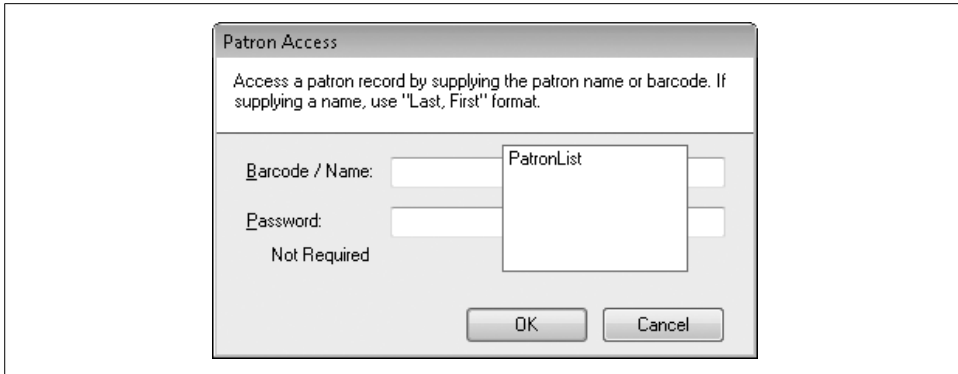 Patron Access
Access a patron record by supplying the patron name or barcode. If
supplying a name, use "Last, First" format.
Barcode / Name:
PatronList
Password:
Not Required
OK
Cancel